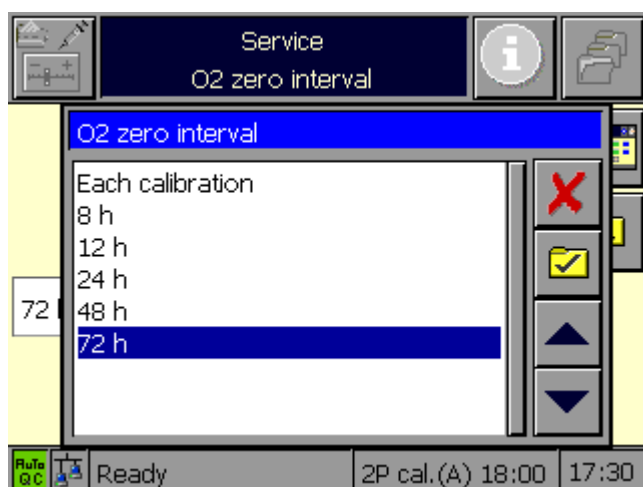 Service
O2 zero interval
O2 zero interval
Each calibration
8 h
12 h
24 h
48 h
72 h
72
AuTo
QC
Ready
2P cal.(A) 18:00
17:30